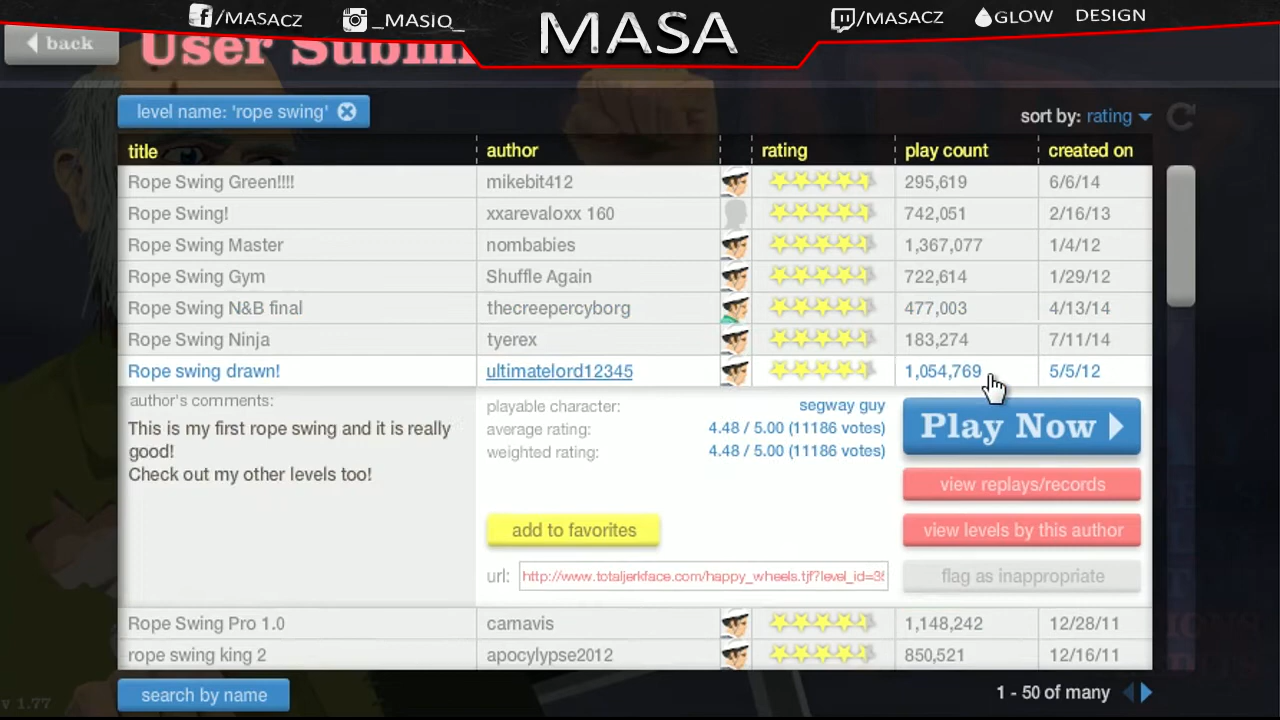 /MASACZ
_MASIO_
MASA
/MASACZ
GLOW DESIGN
back
User Submi
level name: 'rope swing'
sort by: rating
title author rating play count created on
Rope Swing Green!!!! mikebit412 295,619 6/6/14
Rope Swing! xxarevaloxx 160 742,051 2/16/13
Rope Swing Master nombabies 1,367,077 1/4/12
Rope Swing Gym Shuffle Again 722,614 1/29/12
Rope Swing N&B final thecreepercyborg 477,003 4/13/14
Rope Swing Ninja tyerex 183,274 7/11/14
Rope swing drawn! ultimatelord12345 1,054,769 5/5/12
author's comments:
This is my first rope swing and it is really
good!
Check out my other levels too!
playable character: segway guy
average rating: 4.48 / 5.00 (11186 votes)
weighted rating: 4.48 / 5.00 (11186 votes)
add to favorites
url: http://www.totaljerkface.com/happy_wheels.tjf?level_id=3
Play Now
view replays/records
view levels by this author
flag as inappropriate
Rope Swing Pro 1.0 camavis 1,148,242 12/28/11
rope swing king 2 apocylypse2012 850,521 12/16/11
search by name
1 - 50 of many
v 1.77